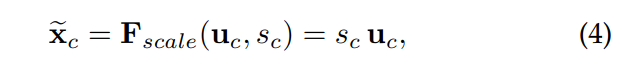 x̃_c = F_scale(u_c, s_c) = s_c u_c, (4)